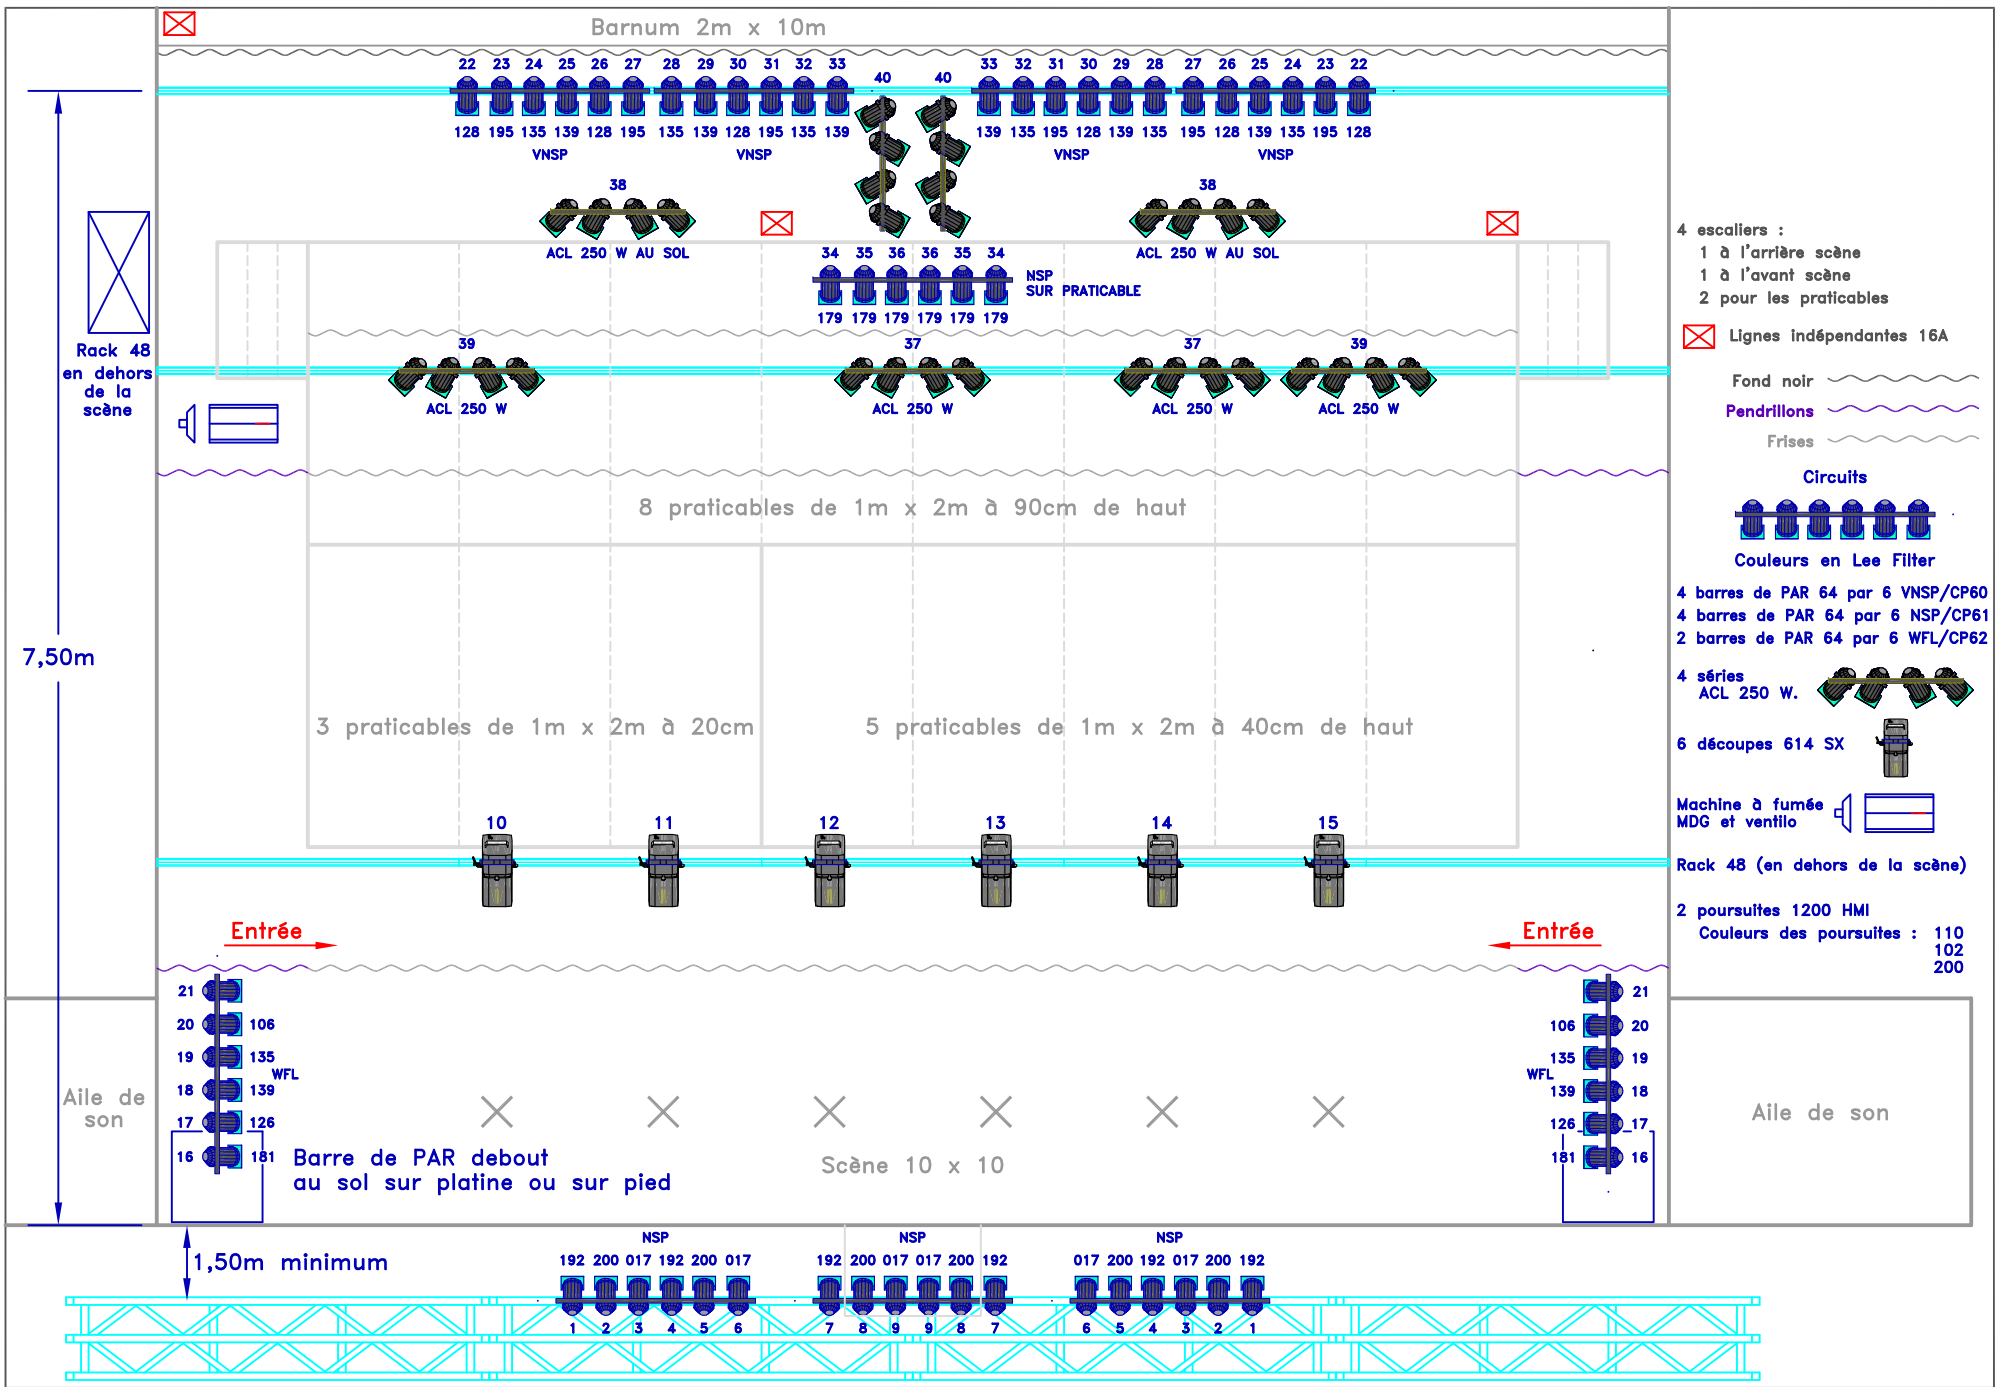 Barnum 2m x 10m
22 23 24 25 26 27 28 29 30 31 32 33 40 40 33 32 31 30 29 28 27 26 25 24 23 22
128 195 135 139 128 195 135 139 128 195 135 139 139 135 195 128 139 135 195 128 139 135 195 128
VNSP VNSP VNSP VNSP
38 38
ACL 250 W AU SOL ACL 250 W AU SOL
34 35 36 36 35 34
NSP
SUR PRATICABLE
179 179 179 179 179 179
Rack 48
en dehors
de la
scène
39 37 37 39
ACL 250 W ACL 250 W ACL 250 W ACL 250 W
8 praticables de 1m x 2m à 90cm de haut
7,50m
3 praticables de 1m x 2m à 20cm
5 praticables de 1m x 2m à 40cm de haut
10 11 12 13 14 15
Entrée Entrée
21
20 106
19 135
WFL
18 139
17 126
16 181
21
106 20
135 19
WFL
139 18
126 17
181 16
Aile de
son
Aile de son
Barre de PAR debout
au sol sur platine ou sur pied
Scène 10 x 10
1,50m minimum
NSP NSP NSP
192 200 017 192 200 017 192 200 017 017 200 192 017 200 192 017 200 192
1 2 3 4 5 6 7 8 9 9 8 7 6 5 4 3 2 1
4 escaliers :
1 à l'arrière scène
1 à l'avant scène
2 pour les praticables
Lignes indépendantes 16A
Fond noir
Pendrillons
Frises
Circuits
Couleurs en Lee Filter
4 barres de PAR 64 par 6 VNSP/CP60
4 barres de PAR 64 par 6 NSP/CP61
2 barres de PAR 64 par 6 WFL/CP62
4 séries
ACL 250 W.
6 découpes 614 SX
Machine à fumée
MDG et ventilo
Rack 48 (en dehors de la scène)
2 poursuites 1200 HMI
Couleurs des poursuites : 110
102
200